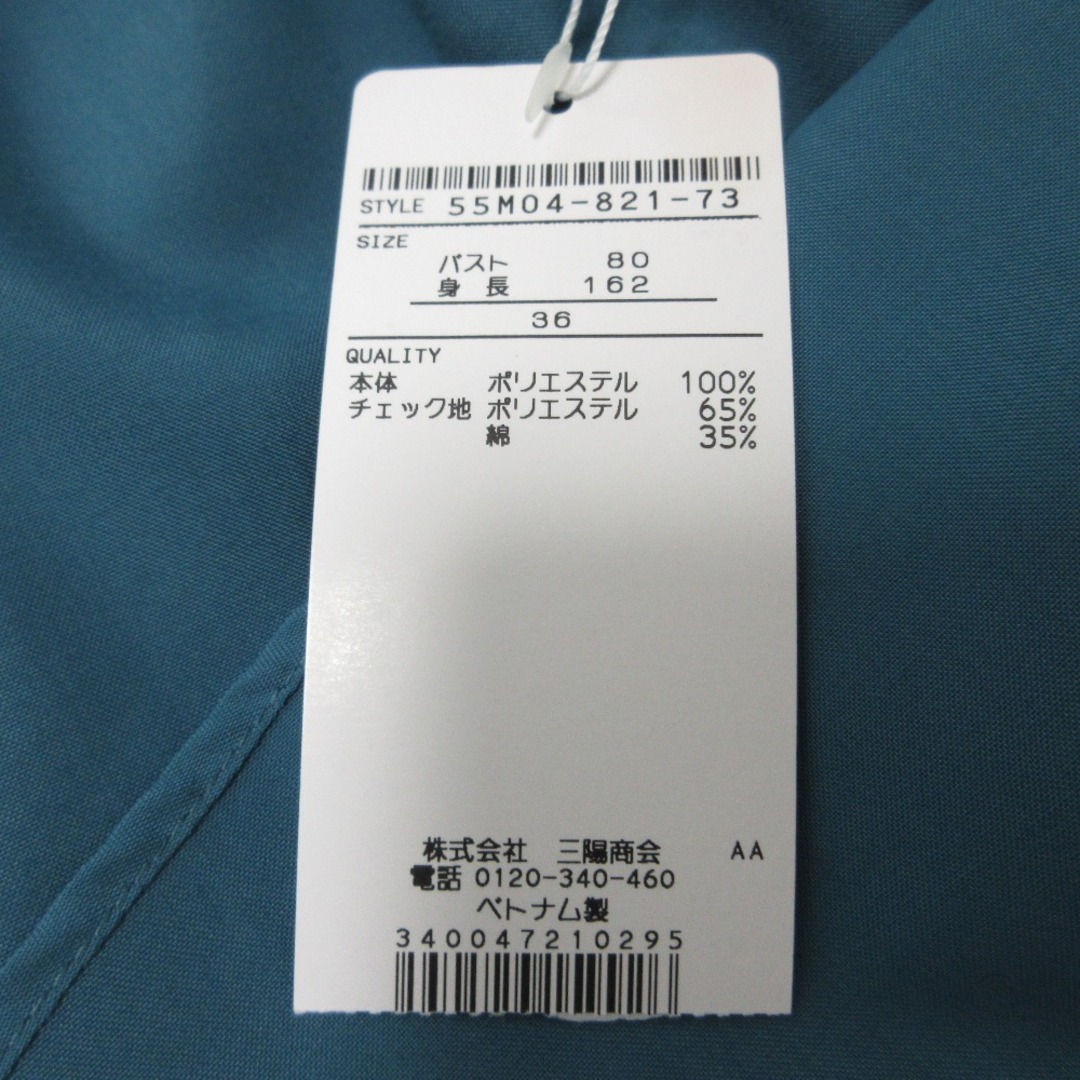 STYLE 55M04-821-73
SIZE
バスト 80
身長 162
36
QUALITY
本体 ポリエステル 100%
チェック地 ポリエステル 65%
綿 35%
株式会社 三陽商会 AA
電話 0120-340-460
ベトナム製
340047210295